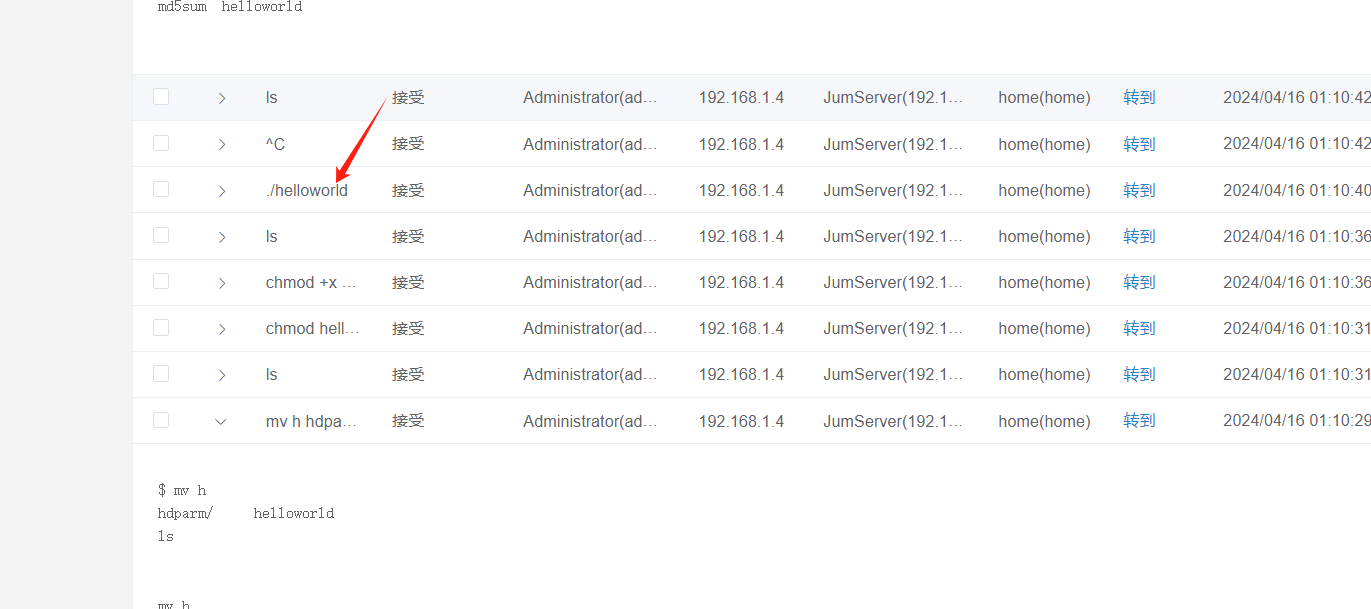 md5sum helloworld
ls 接受 Administrator(ad... 192.168.1.4 JumServer(192.1... home(home) 转到 2024/04/16 01:10:42
^C 接受 Administrator(ad... 192.168.1.4 JumServer(192.1... home(home) 转到 2024/04/16 01:10:42
./helloworld 接受 Administrator(ad... 192.168.1.4 JumServer(192.1... home(home) 转到 2024/04/16 01:10:40
ls 接受 Administrator(ad... 192.168.1.4 JumServer(192.1... home(home) 转到 2024/04/16 01:10:36
chmod +x ... 接受 Administrator(ad... 192.168.1.4 JumServer(192.1... home(home) 转到 2024/04/16 01:10:36
chmod hell... 接受 Administrator(ad... 192.168.1.4 JumServer(192.1... home(home) 转到 2024/04/16 01:10:31
ls 接受 Administrator(ad... 192.168.1.4 JumServer(192.1... home(home) 转到 2024/04/16 01:10:31
mv h hdpa... 接受 Administrator(ad... 192.168.1.4 JumServer(192.1... home(home) 转到 2024/04/16 01:10:29
$ mv h
hdparm/ helloworld
ls
mv h